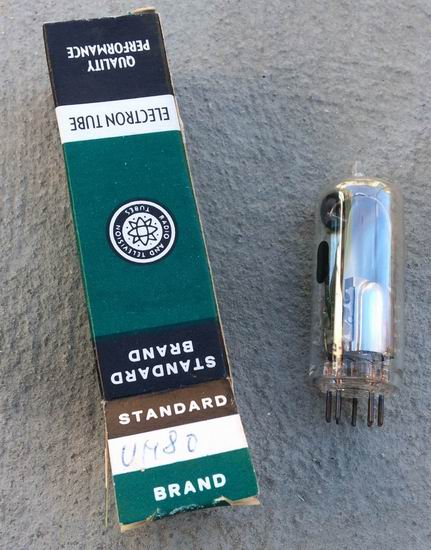 QUALITY
PERFORMANCE
ELECTRON TUBE
RADIO AND TELEVISION
TUBES
STANDARD
BRAND
STANDARD
UM80
BRAND